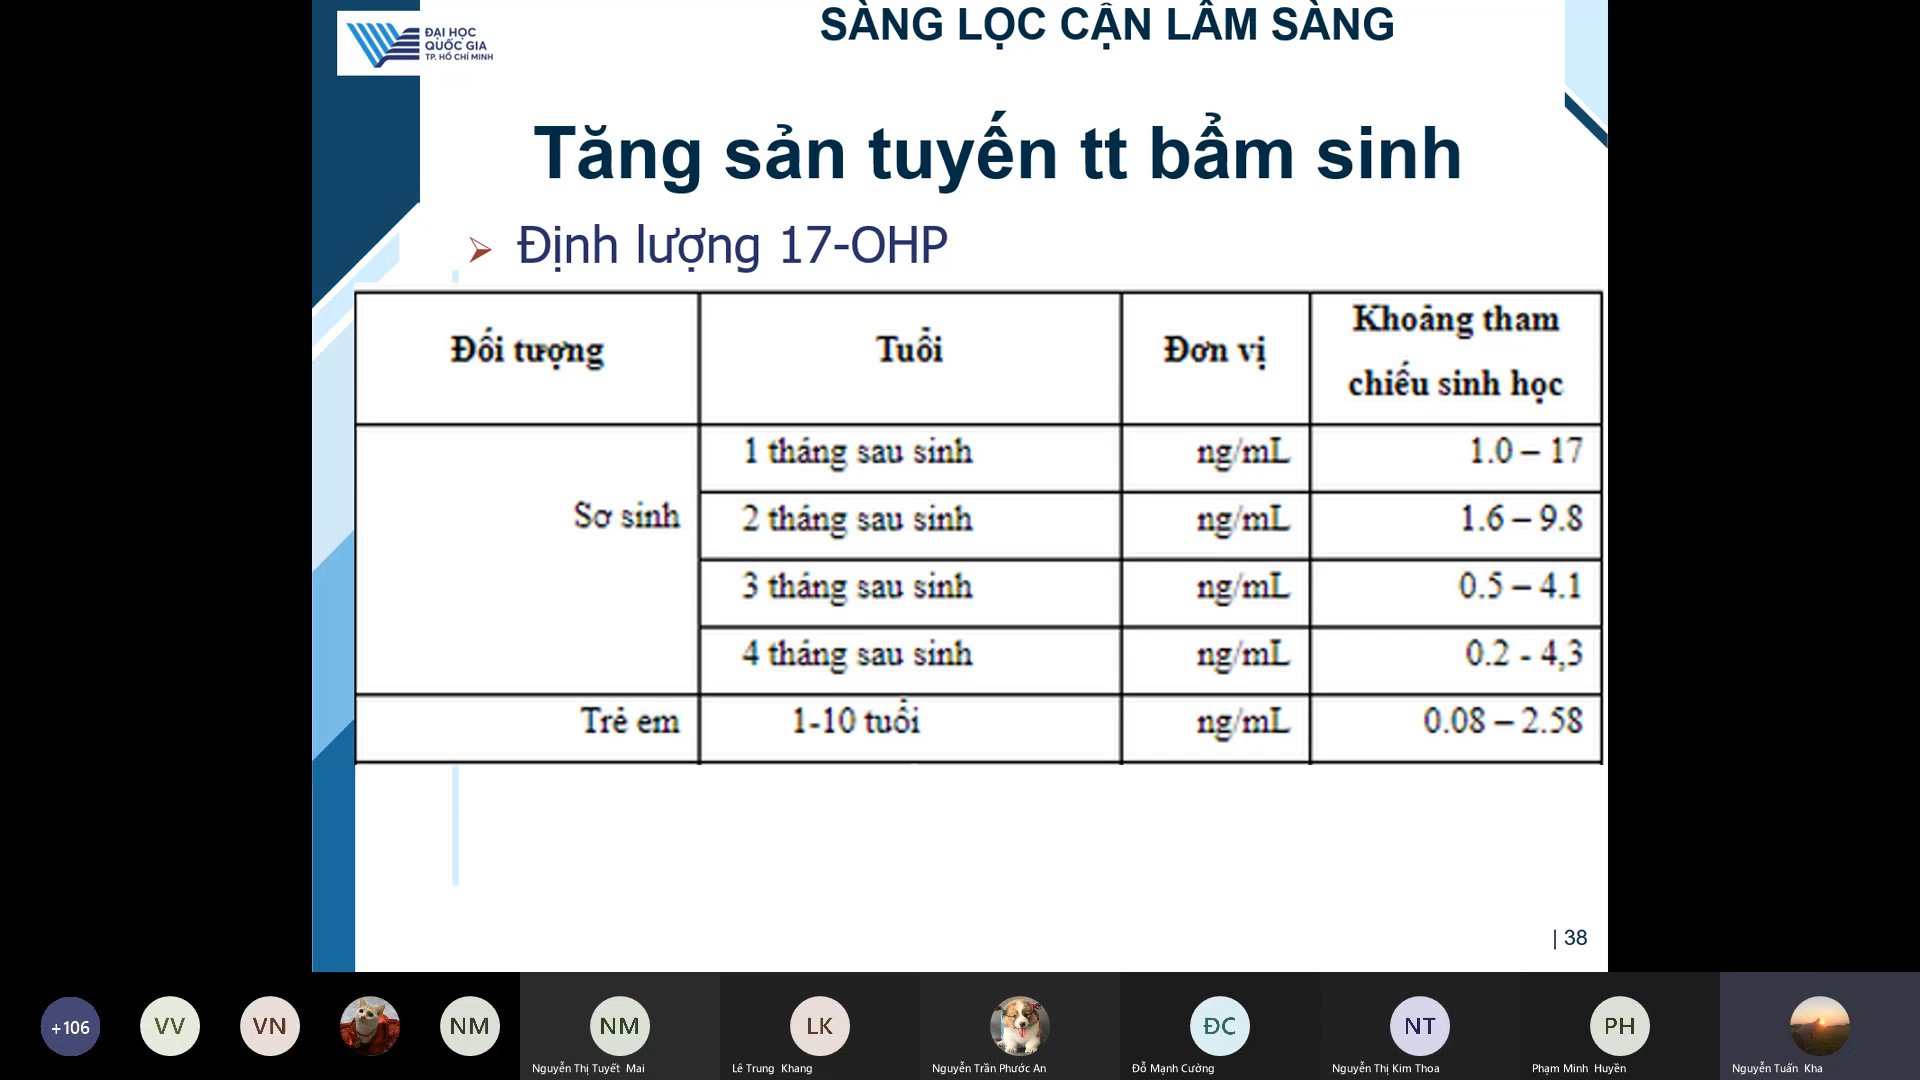 SÀNG LỌC CẬN LÂM SÀNG
ĐẠI HỌC
QUỐC GIA
TP. HỒ CHÍ MINH
Tăng sản tuyến tt bẩm sinh
Định lượng 17-OHP
Đối tượng Tuổi Đơn vị Khoảng tham chiếu sinh học
Sơ sinh
1 tháng sau sinh ng/mL 1.0 – 17
2 tháng sau sinh ng/mL 1.6 – 9.8
3 tháng sau sinh ng/mL 0.5 – 4.1
4 tháng sau sinh ng/mL 0.2 - 4,3
Trẻ em 1-10 tuổi ng/mL 0.08 – 2.58
| 38
+106 VV VN NM NM LK ĐC NT PH
Nguyễn Thị Tuyết Mai Lê Trung Khang Nguyễn Trần Phước An Đỗ Mạnh Cường Nguyễn Thị Kim Thoa Phạm Minh Huyền Nguyễn Tuấn Kha